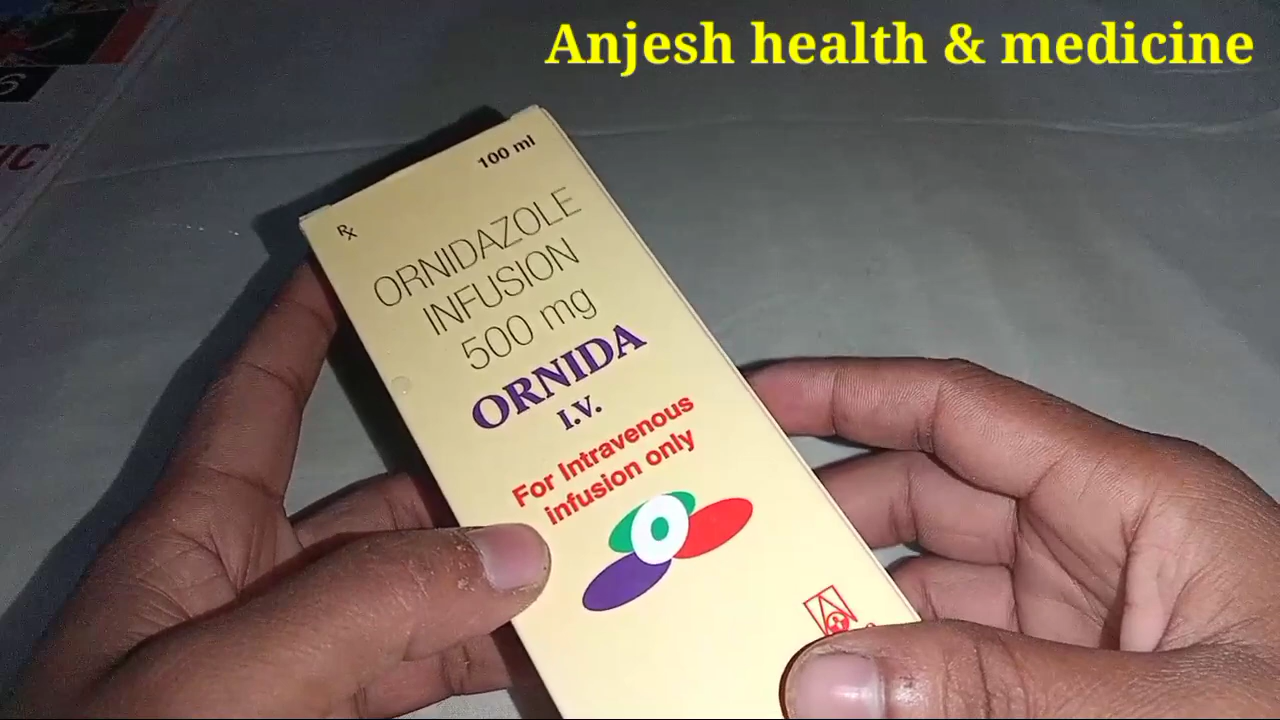 Anjesh health & medicine
100 ml
Rx
ORNIDAZOLE
INFUSION
500 mg
ORNIDA
I.V.
For Intravenous
infusion only